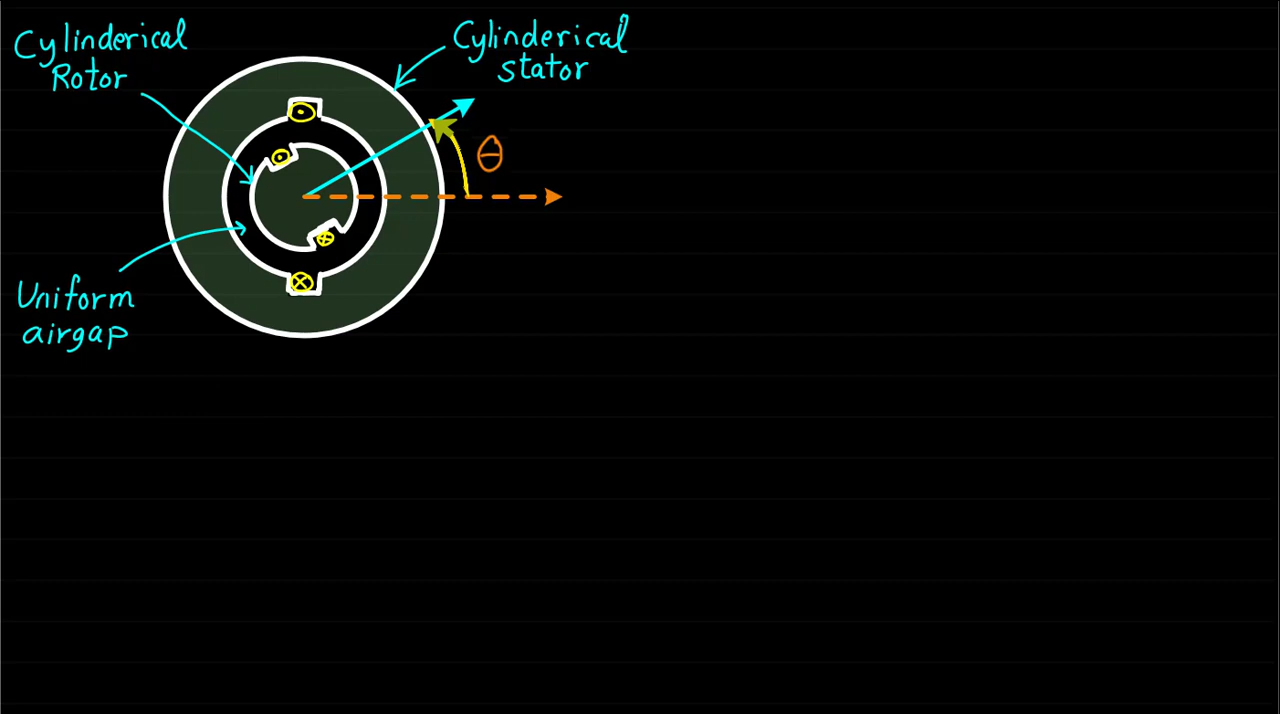 Cylinderical
Rotor
Cylinderical
stator
θ
Uniform
airgap